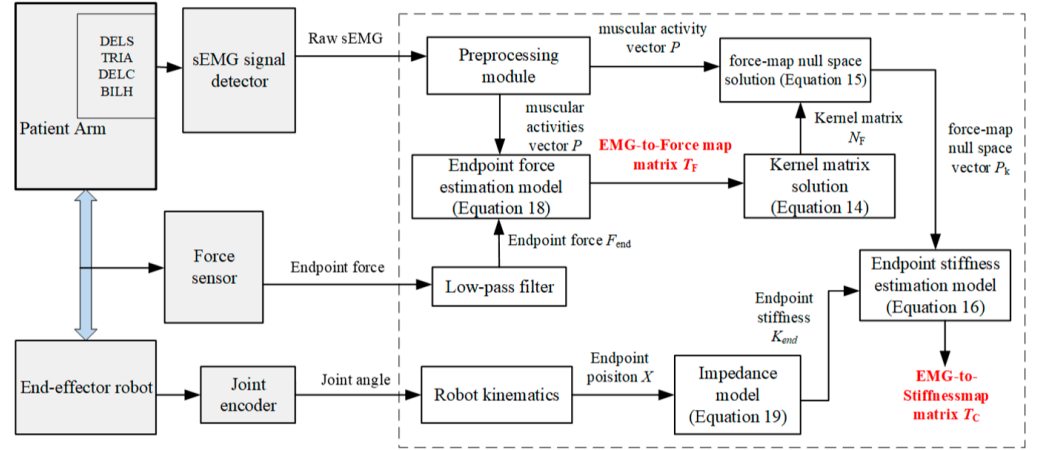 DELS
TRIA
DELC
BILH
Patient Arm
sEMG signal
detector
Raw sEMG
Preprocessing
module
muscular activity
vector P
force-map null space
solution (Equation 15)
muscular
activities
vector P
EMG-to-Force map
matrix TF
Kernel matrix
NF
force-map
null space
vector Pk
Endpoint force
estimation model
(Equation 18)
Kernel matrix
solution
(Equation 14)
Force
sensor
Endpoint force
Endpoint force Fend
Low-pass filter
Endpoint stiffness
estimation model
(Equation 16)
Endpoint
stiffness
Kend
End-effector robot
Joint
encoder
Joint angle
Robot kinematics
Endpoint
poisiton X
Impedance
model
(Equation 19)
EMG-to-
Stiffnessmap
matrix TC